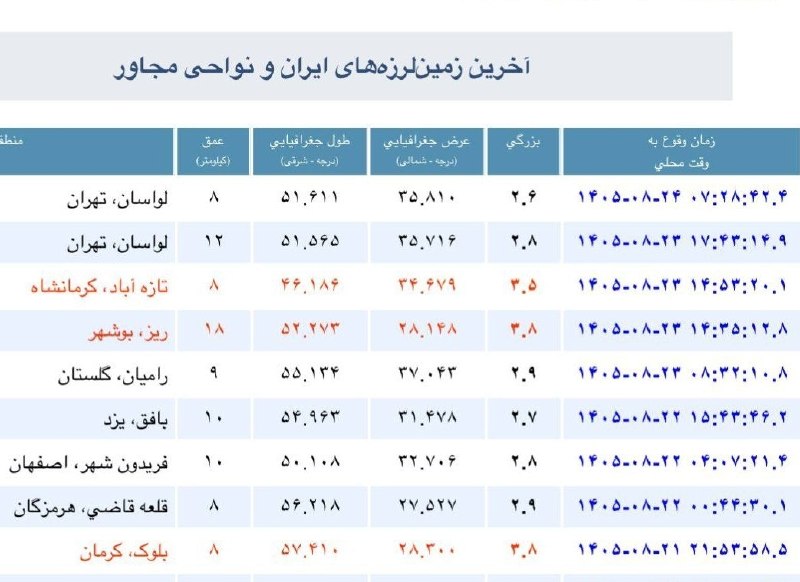 آخرین زمین‌لرزه‌های ایران و نواحی مجاور
زمان وقوع به وقت محلي بزرگي عرض جغرافيايي (درجه - شمالی) طول جغرافيايي (درجه - شرقی) عمق (کیلومتر)
۱۴۰۵-۰۸-۲۴ ۰۷:۲۸:۴۲.۴ ۲.۶ ۳۵.۸۱۰ ۵۱.۶۱۱ ۸ لواسان، تهران
۱۴۰۵-۰۸-۲۳ ۱۷:۴۳:۱۴.۹ ۲.۸ ۳۵.۷۱۶ ۵۱.۵۶۵ ۱۲ لواسان، تهران
۱۴۰۵-۰۸-۲۳ ۱۴:۵۳:۲۰.۱ ۳.۵ ۳۴.۶۷۹ ۴۶.۱۸۶ ۸ تازه آباد، کرمانشاه
۱۴۰۵-۰۸-۲۳ ۱۴:۳۵:۱۲.۸ ۳.۸ ۲۸.۱۴۸ ۵۲.۲۷۳ ۱۸ ریز، بوشهر
۱۴۰۵-۰۸-۲۳ ۰۸:۳۲:۱۰.۸ ۲.۹ ۳۷.۰۴۳ ۵۵.۱۳۴ ۹ رامیان، گلستان
۱۴۰۵-۰۸-۲۲ ۱۵:۴۳:۴۶.۲ ۲.۷ ۳۱.۴۷۸ ۵۴.۹۶۳ ۱۰ بافق، یزد
۱۴۰۵-۰۸-۲۲ ۰۴:۰۷:۲۱.۴ ۲.۸ ۳۲.۷۰۶ ۵۰.۱۰۸ ۱۰ فریدون شهر، اصفهان
۱۴۰۵-۰۸-۲۲ ۰۰:۴۴:۳۰.۱ ۲.۹ ۲۷.۵۲۷ ۵۶.۲۱۸ ۸ قلعه قاضي، هرمزگان
۱۴۰۵-۰۸-۲۱ ۲۱:۵۳:۵۸.۵ ۳.۸ ۲۸.۳۰۰ ۵۷.۴۱۰ ۸ بلوک، کرمان